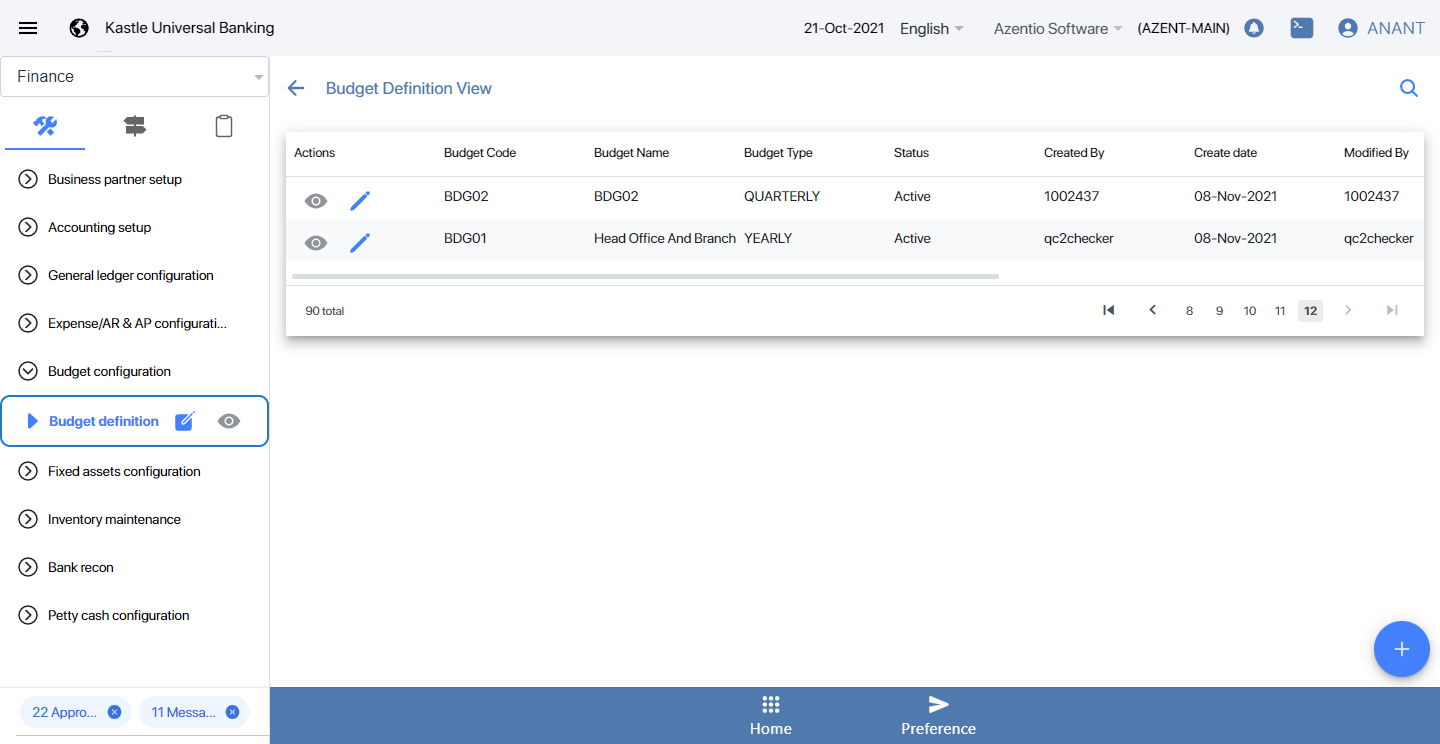 Kastle Universal Banking
21-Oct-2021 English Azentio Software (AZENT-MAIN) ANANT
Finance
Business partner setup
Accounting setup
General ledger configuration
Expense/AR & AP configurati...
Budget configuration
Budget definition
Fixed assets configuration
Inventory maintenance
Bank recon
Petty cash configuration
22 Appro... 11 Messa...
Budget Definition View
Actions Budget Code Budget Name Budget Type Status Created By Create date Modified By
BDG02 BDG02 QUARTERLY Active 1002437 08-Nov-2021 1002437
BDG01 Head Office And Branch YEARLY Active qc2checker 08-Nov-2021 qc2checker
90 total 8 9 10 11 12
Home Preference